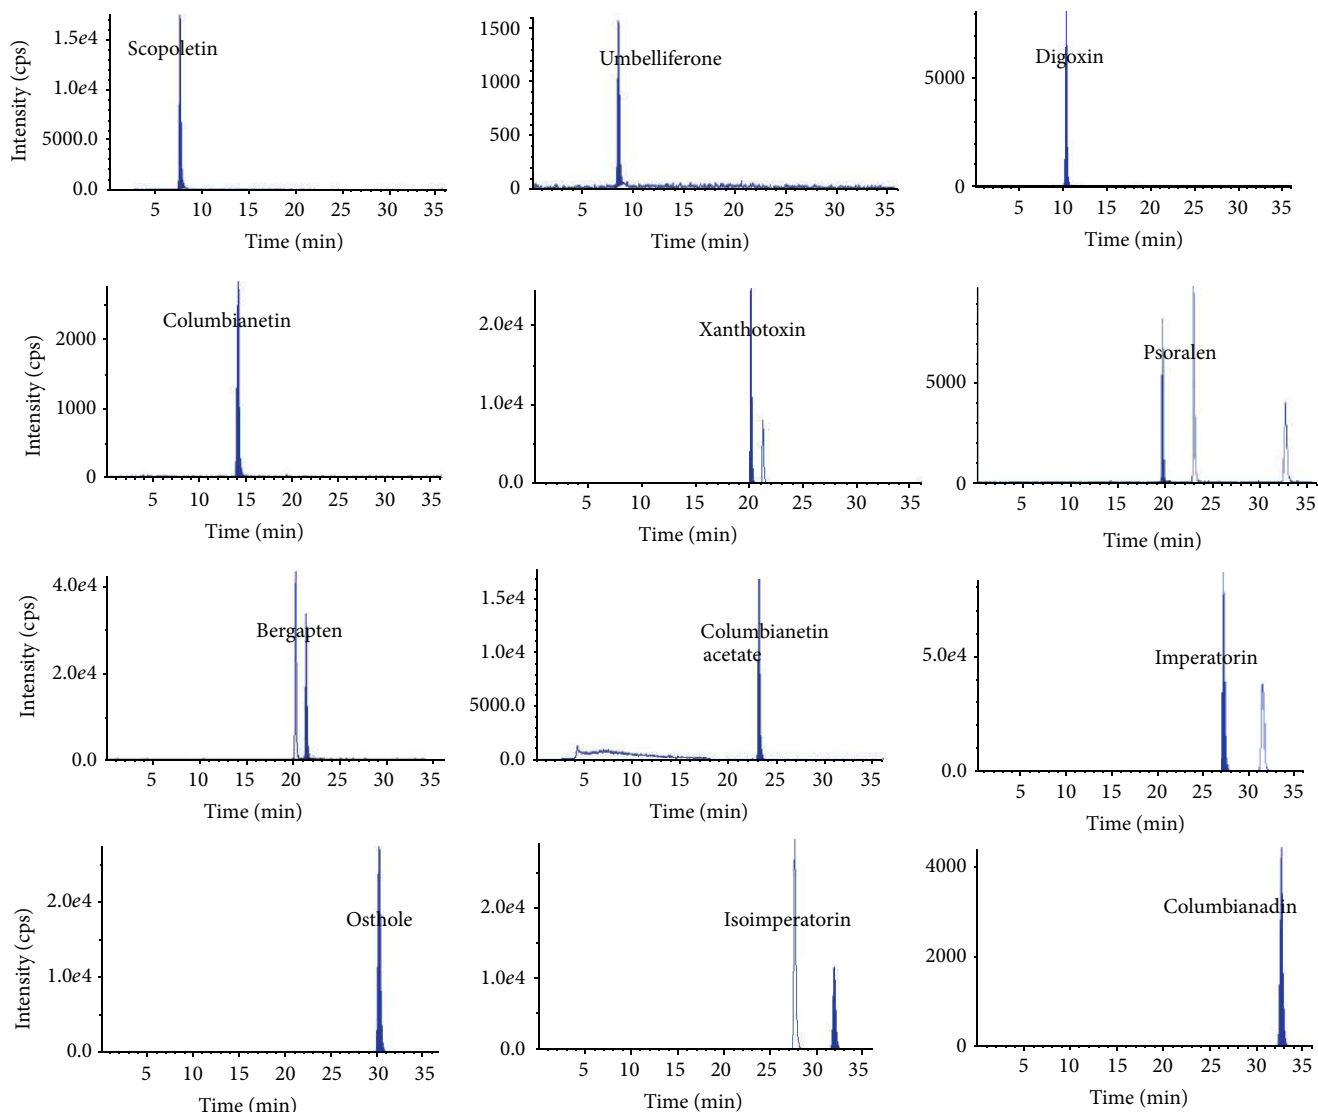 Intensity (cps)
1.5e4
1.0e4
5000.0
0.0
Scopoletin
5 10 15 20 25 30 35
Time (min)
1500
1000
500
0
Umbelliferone
5 10 15 20 25 30 35
Time (min)
5000
0
Digoxin
5 10 15 20 25 30 35
Time (min)
Intensity (cps)
2000
1000
0
Columbianetin
5 10 15 20 25 30 35
Time (min)
2.0e4
1.0e4
0.0
Xanthotoxin
5 10 15 20 25 30 35
Time (min)
5000
0
Psoralen
5 10 15 20 25 30 35
Time (min)
Intensity (cps)
4.0e4
2.0e4
0.0
Bergapten
5 10 15 20 25 30 35
Time (min)
1.5e4
1.0e4
5000.0
0.0
Columbianetin
acetate
5 10 15 20 25 30 35
Time (min)
5.0e4
0.0
Imperatorin
5 10 15 20 25 30 35
Time (min)
Intensity (cps)
2.0e4
1.0e4
0.0
Osthole
5 10 15 20 25 30 35
Time (min)
2.0e4
1.0e4
0.0
Isoimperatorin
5 10 15 20 25 30 35
Time (min)
4000
2000
0
Columbianadin
5 10 15 20 25 30 35
Time (min)